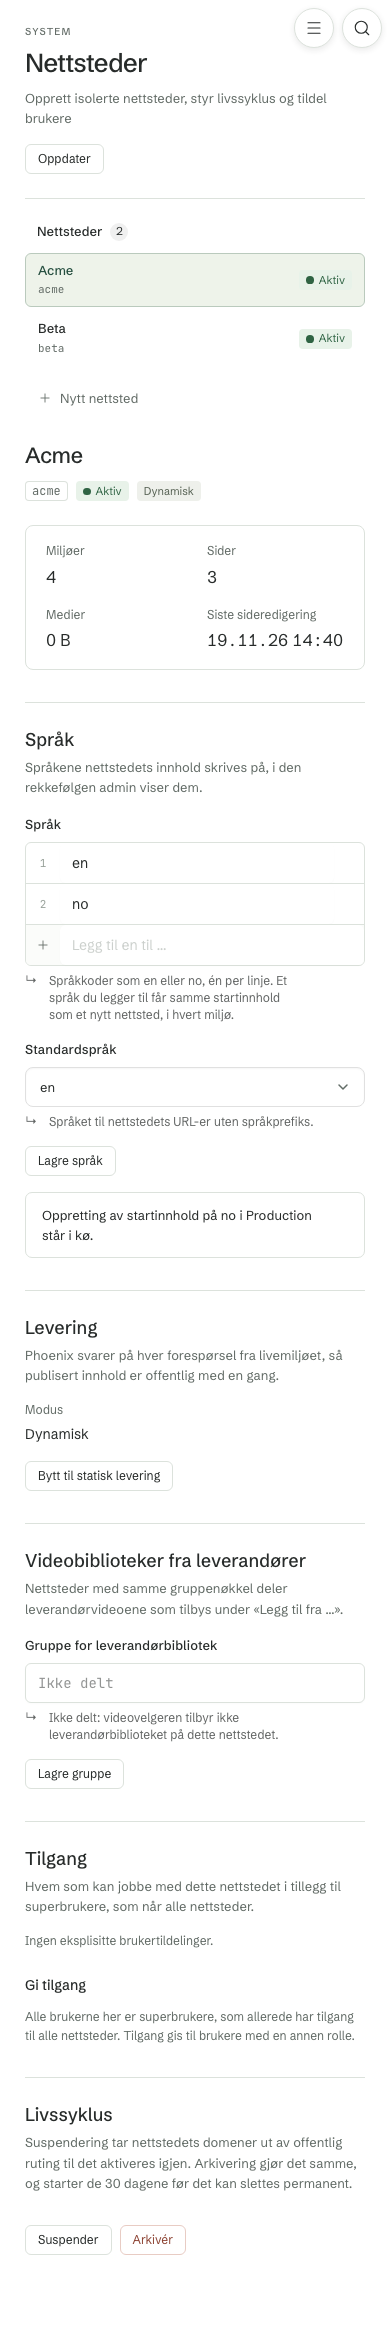 SYSTEM
Nettsteder
Opprett isolerte nettsteder, styr livssyklus og tildel
brukere
Oppdater
Nettsteder 2
Acme
acme
Aktiv
Beta
beta
Aktiv
+ Nytt nettsted
Acme
acme Aktiv Dynamisk
Miljøer Sider
4 3
Medier Siste sideredigering
0 B 19.11.26 14:40
Språk
Språkene nettstedets innhold skrives på, i den
rekkefølgen admin viser dem.
Språk
1 en
2 no
+ Legg til en til ...
↳ Språkkoder som en eller no, én per linje. Et
språk du legger til får samme startinnhold
som et nytt nettsted, i hvert miljø.
Standardspråk
en
↳ Språket til nettstedets URL-er uten språkprefiks.
Lagre språk
Oppretting av startinnhold på no i Production
står i kø.
Levering
Phoenix svarer på hver forespørsel fra livemiljøet, så
publisert innhold er offentlig med en gang.
Modus
Dynamisk
Bytt til statisk levering
Videobiblioteker fra leverandører
Nettsteder med samme gruppenøkkel deler
leverandørvideoene som tilbys under «Legg til fra ...».
Gruppe for leverandørbibliotek
Ikke delt
↳ Ikke delt: videovelgeren tilbyr ikke
leverandørbiblioteket på dette nettstedet.
Lagre gruppe
Tilgang
Hvem som kan jobbe med dette nettstedet i tillegg til
superbrukere, som når alle nettsteder.
Ingen eksplisitte brukertildelinger.
Gi tilgang
Alle brukerne her er superbrukere, som allerede har tilgang
til alle nettsteder. Tilgang gis til brukere med en annen rolle.
Livssyklus
Suspendering tar nettstedets domener ut av offentlig
ruting til det aktiveres igjen. Arkivering gjør det samme,
og starter de 30 dagene før det kan slettes permanent.
Suspender Arkivér